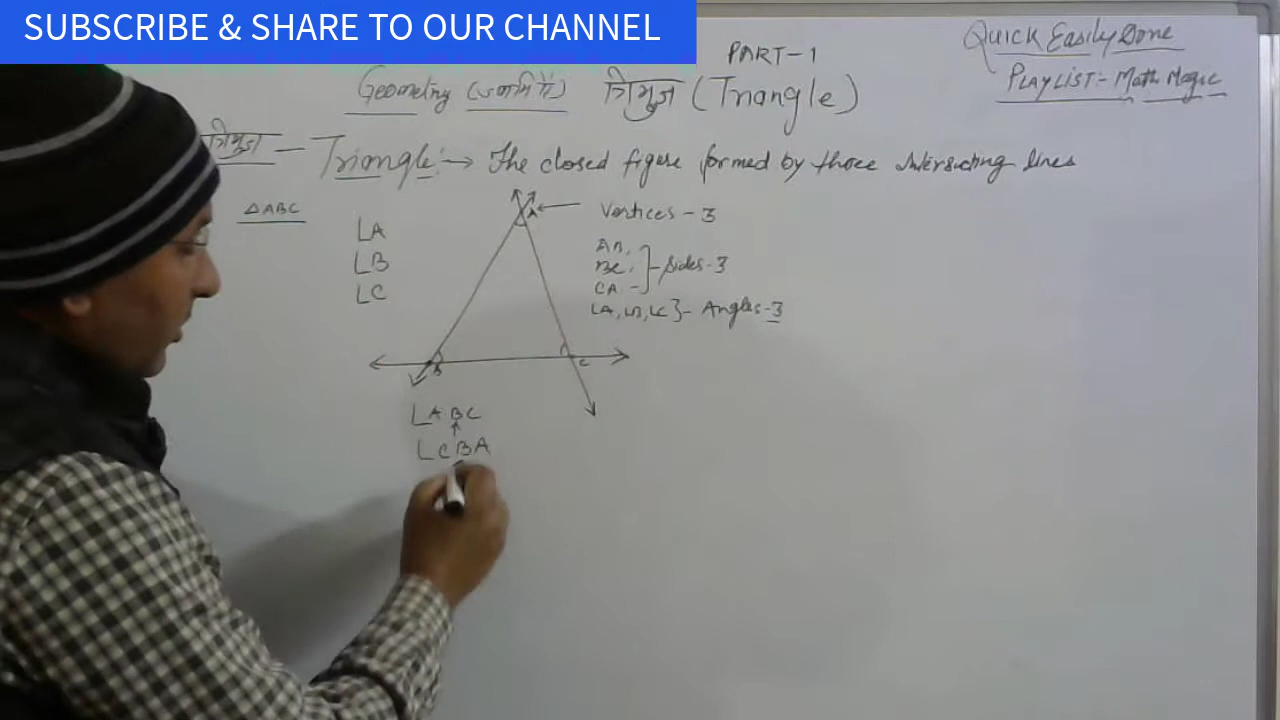 SUBSCRIBE & SHARE TO OUR CHANNEL
PART-1
Quick Easily Done
PLAYLIST:- Math Magic
Geometry (ज्यामिति) त्रिभुज (Triangle)
त्रिभुज — Triangle:→ The closed figure formed by three intersecting lines
△ABC
∠A
∠B
∠C
A
B
C
Vertices - 3
AB,
BC,
CA
Sides-3
∠A, ∠B, ∠C}- Angles-3
∠ABC
∠CBA